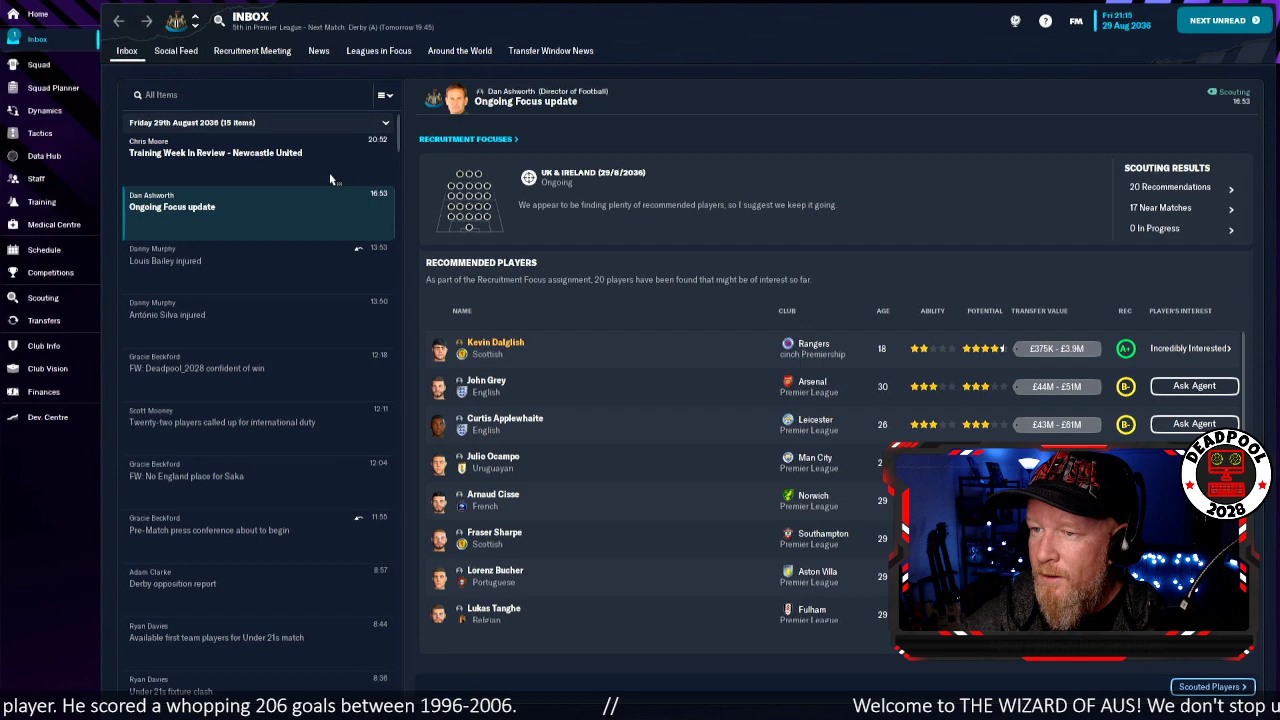 Home
INBOX
5th in Premier League - Next Match: Derby (A) (Tomorrow 19:45)
FM
Fri 21:15
29 Aug 2036
NEXT UNREAD
1
Inbox
Inbox
Social Feed
Recruitment Meeting
News
Leagues in Focus
Around the World
Transfer Window News
Squad
Squad Planner
Dynamics
Tactics
Data Hub
Staff
Training
Medical Centre
Schedule
Competitions
Scouting
Transfers
Club Info
Club Vision
Finances
Dev. Centre
All Items
Friday 29th August 2036 (15 items)
Chris Moore
20:52
Training Week In Review - Newcastle United
Dan Ashworth
16:53
Ongoing Focus update
Danny Murphy
13:53
Louis Bailey injured
Danny Murphy
13:50
António Silva injured
Gracie Beckford
12:18
FW: Deadpool_2028 confident of win
Scott Mooney
12:11
Twenty-two players called up for international duty
Gracie Beckford
12:04
FW: No England place for Saka
Gracie Beckford
11:55
Pre-Match press conference about to begin
Adam Clarke
8:57
Derby opposition report
Ryan Davies
8:44
Available first team players for Under 21s match
Ryan Davies
8:36
Under 21s fixture clash
Dan Ashworth (Director of Football)
Ongoing Focus update
Scouting
16:53
RECRUITMENT FOCUSES
UK & IRELAND (29/8/2036)
Ongoing
We appear to be finding plenty of recommended players, so I suggest we keep it going.
SCOUTING RESULTS
20 Recommendations
17 Near Matches
0 In Progress
RECOMMENDED PLAYERS
As part of the Recruitment Focus assignment, 20 players have been found that might be of interest so far.
NAME CLUB AGE ABILITY POTENTIAL TRANSFER VALUE REC PLAYER'S INTEREST
Kevin Dalglish Rangers 18 £375K - £3.9M A+ Incredibly Interested
Scottish cinch Premiership
John Grey Arsenal 30 £44M - £51M B- Ask Agent
English Premier League
Curtis Applewhaite Leicester 26 £43M - £61M B- Ask Agent
English Premier League
Julio Ocampo Man City
Uruguayan Premier League
Arnaud Cisse Norwich 29
French Premier League
Fraser Sharpe Southampton 29
Scottish Premier League
Lorenz Bucher Aston Villa 29
Portuguese Premier League
Lukas Tanghe Fulham 29
Belgian Premier League
DEADPOOL
2028
Scouted Players
player. He scored a whopping 206 goals between 1996-2006. // Welcome to THE WIZARD OF AUS! We don't stop u